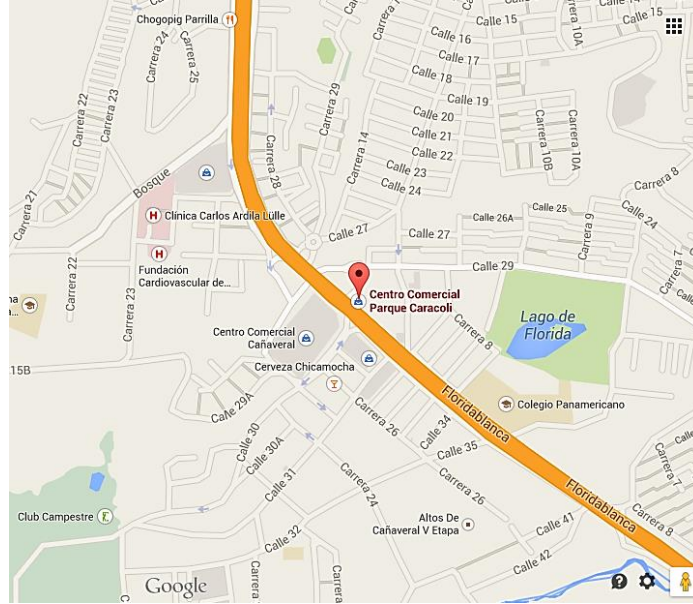 Calle 15
Calle 15
Chogopig Parrilla
Calle 16
Calle 17
Calle 18
Calle 19
Calle 20
Calle 21
Calle 22
Calle 23
Calle 24
Carrera 24
Carrera 25
Carrera 22
Carrera 23
Carrera 29
Carrera 14
Carrera 10A
Carrera 10B
Carrera 10A
Carrera 28
Bosque
Carrera 8
Carrera 21
Clínica Carlos Ardila Lülle
Calle 26A
Calle 25
Calle 24
Carrera 9
Calle 27
Calle 27
Carrera 7
Fundación
Cardiovascular de...
Calle 29
Carrera 22
Carrera 23
Centro Comercial
Parque Caracoli
Lago de
Florida
Centro Comercial
Cañaveral
Carrera 8
Cerveza Chicamocha
15B
Calle 29A
Floridablanca
Colegio Panamericano
Carrera 26
Calle 34
Calle 30
Calle 30A
Calle 35
Calle 31
Carrera 24
Carrera 26
Carrera 7
Floridablanca
Club Campestre
Altos De
Cañaveral V Etapa
Calle 32
Calle 41
Carrera 8
Calle 42
Google